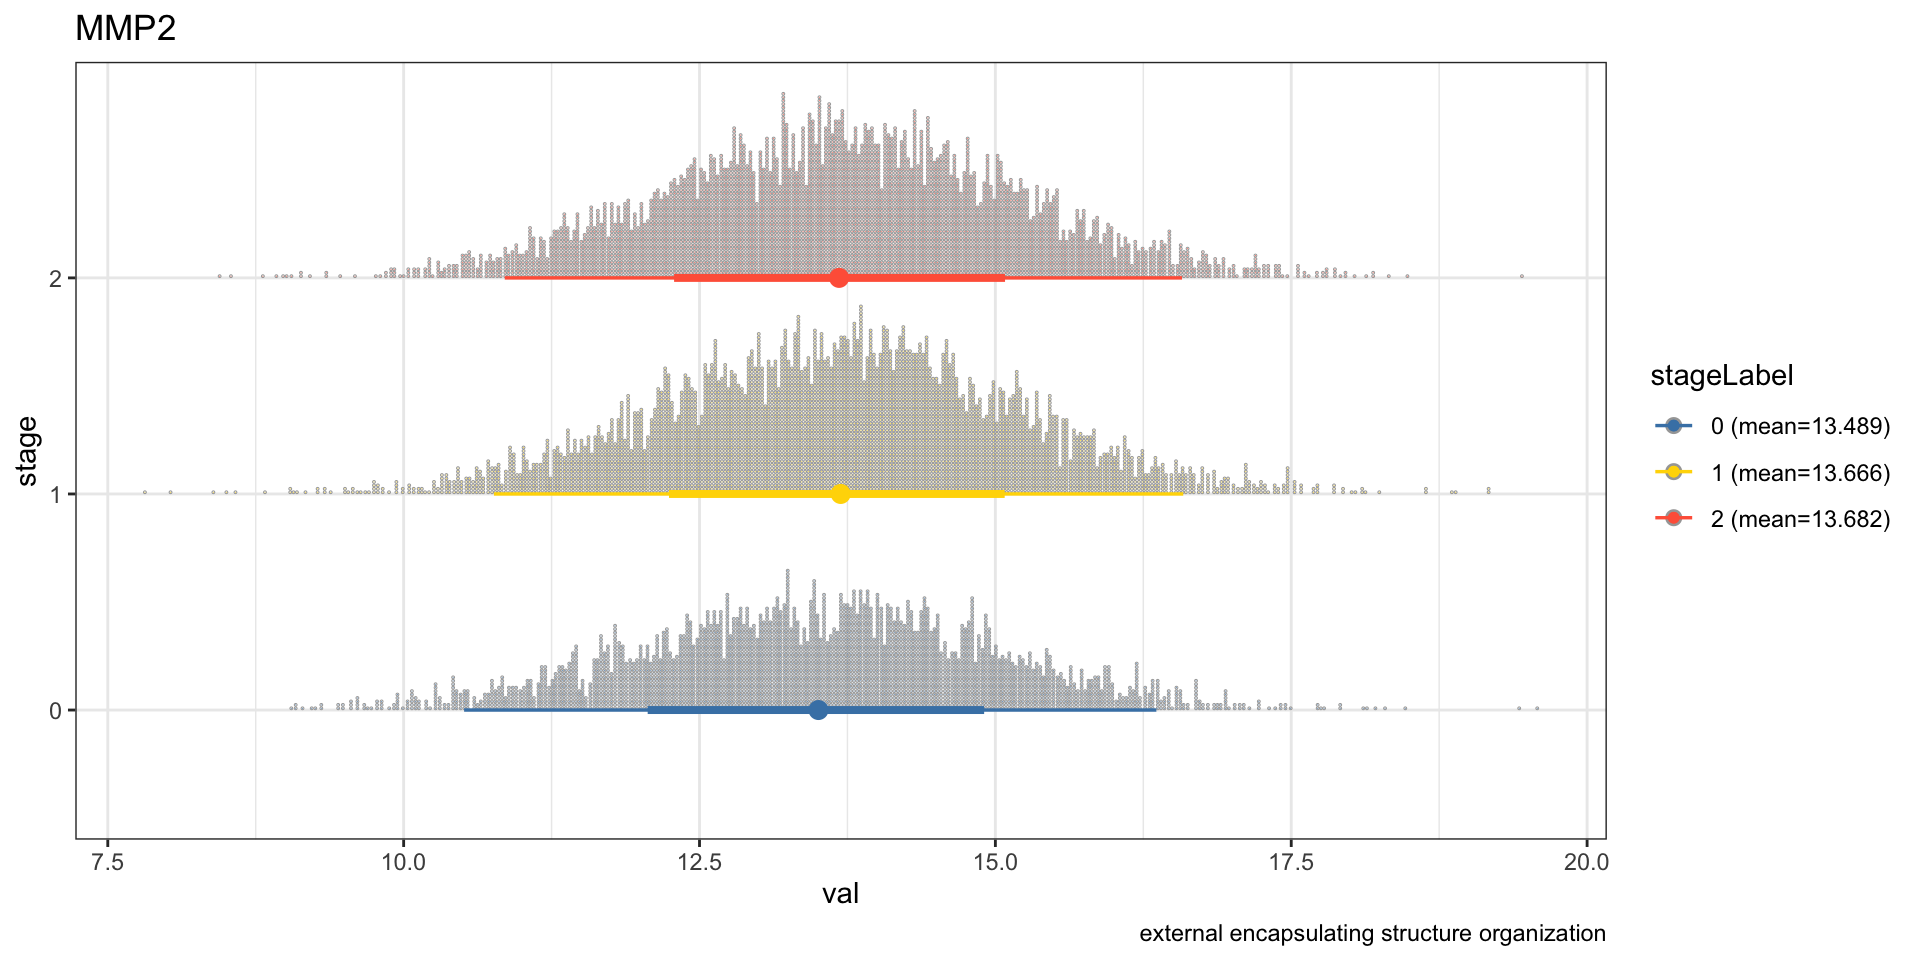 MMP2
stage
2
1
0
7.5 10.0 12.5 15.0 17.5 20.0
val
stageLabel
0 (mean=13.489)
1 (mean=13.666)
2 (mean=13.682)
external encapsulating structure organization